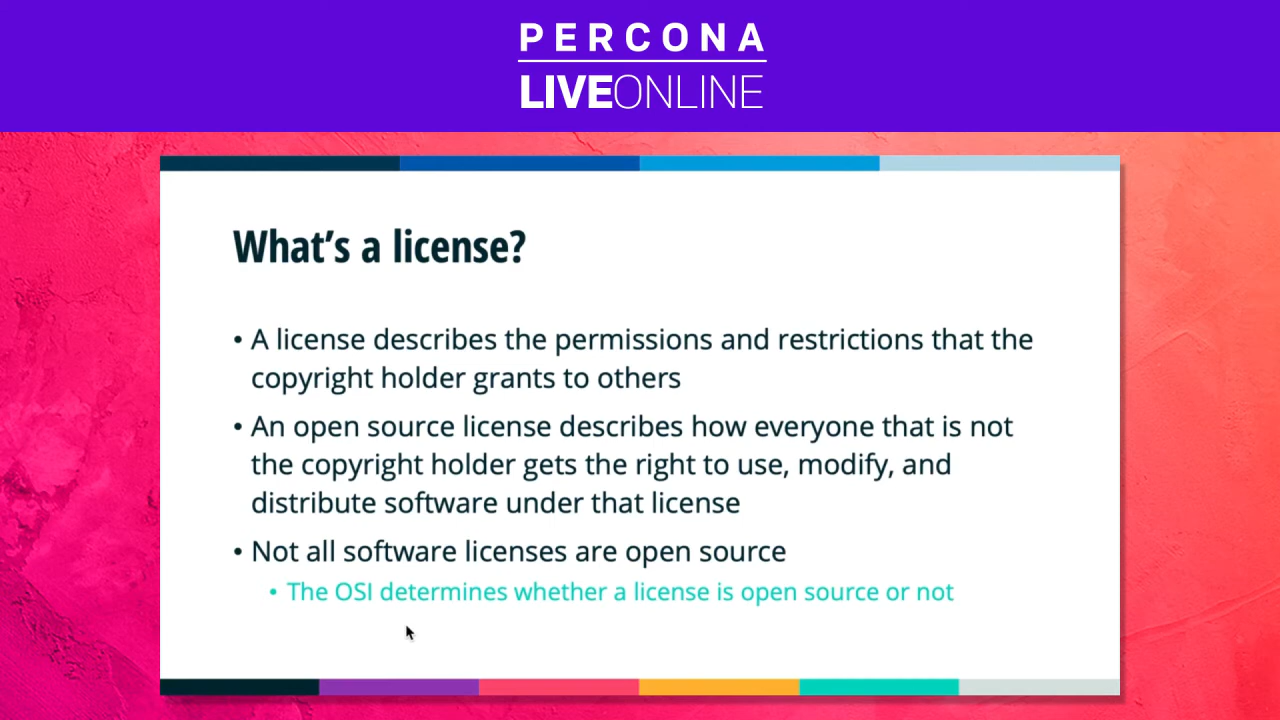 PERCONA
LIVEONLINE
What's a license?
• A license describes the permissions and restrictions that the
copyright holder grants to others
• An open source license describes how everyone that is not
the copyright holder gets the right to use, modify, and
distribute software under that license
• Not all software licenses are open source
• The OSI determines whether a license is open source or not